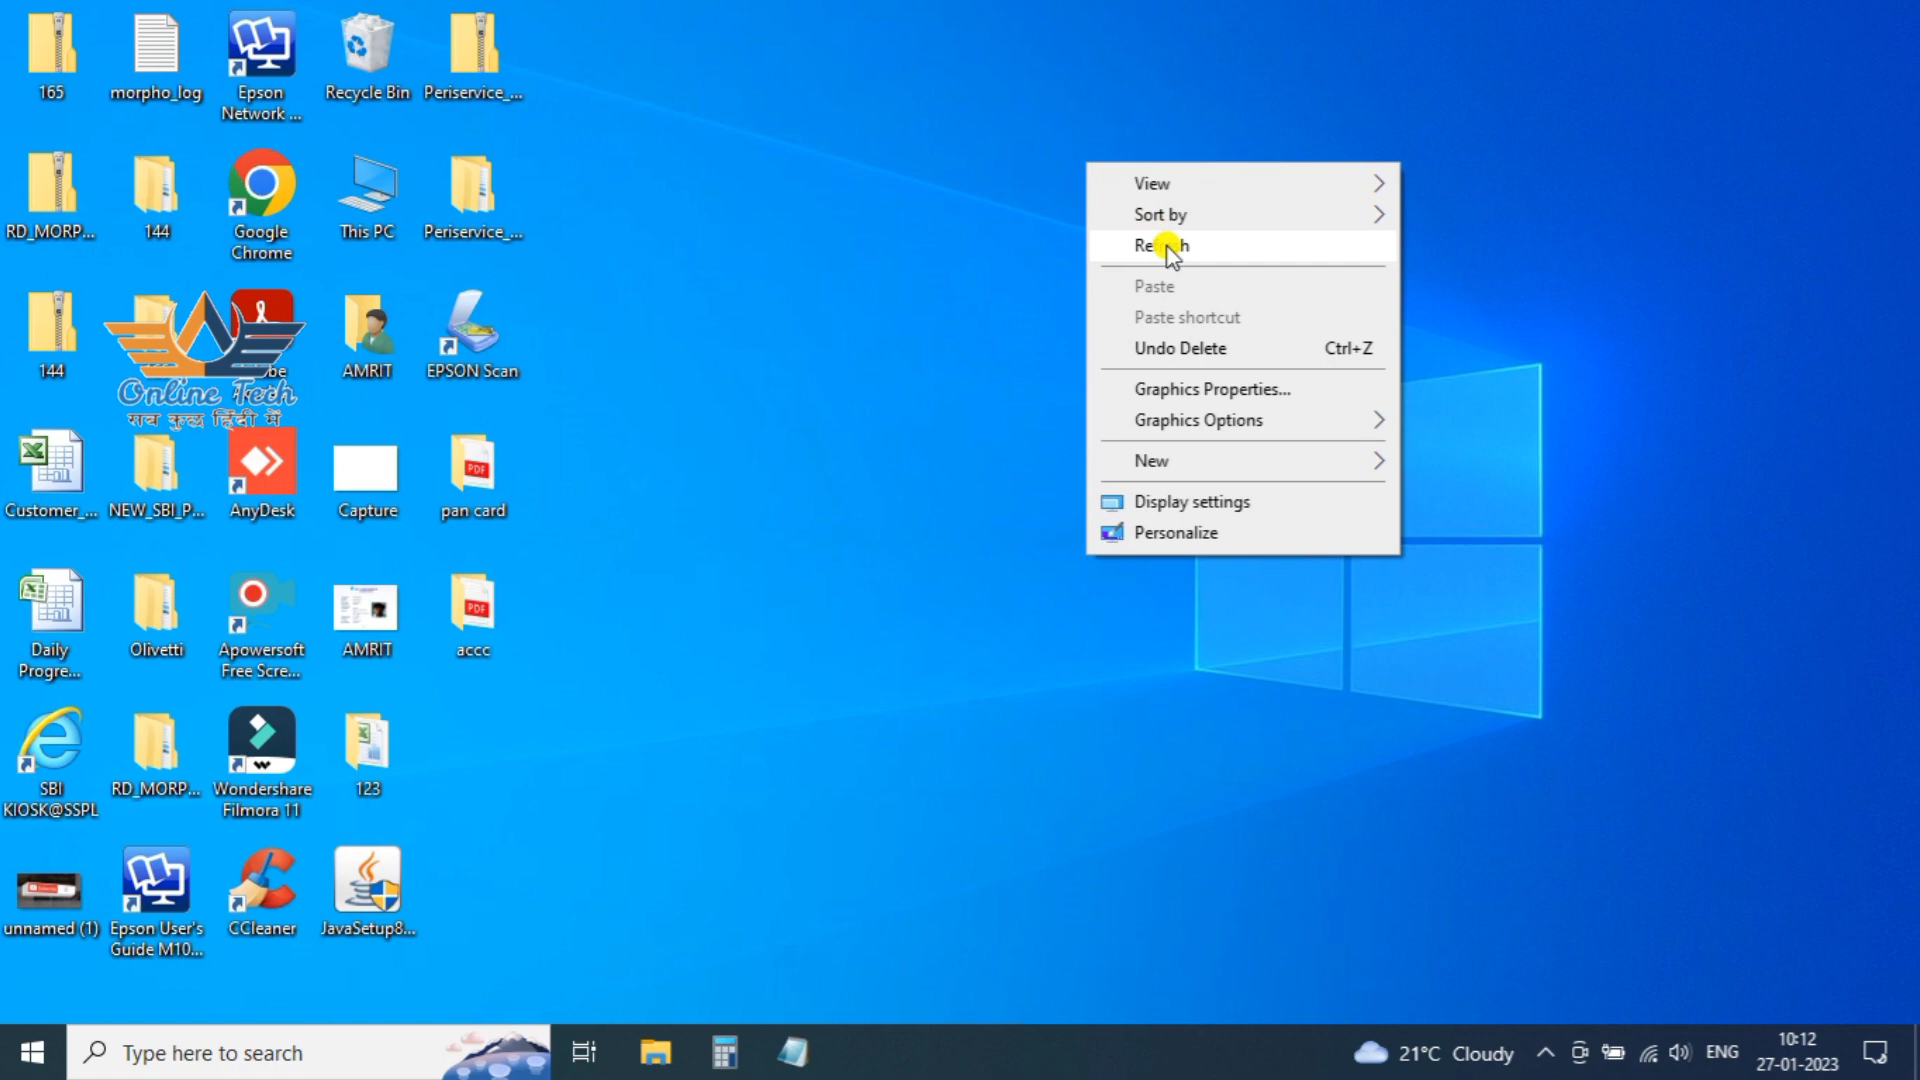 165
morpho_log
Epson
Network ...
Recycle Bin
Periservice_...
RD_MORP...
144
Google
Chrome
This PC
Periservice_...
144
AMRIT
EPSON Scan
Online Tech
सब कुछ हिंदी में
Customer_...
NEW_SBI_P...
AnyDesk
Capture
pan card
PDF
Daily
Progre...
Olivetti
Apowersoft
Free Scre...
AMRIT
accc
PDF
SBI
KIOSK@SSPL
RD_MORP...
Wondershare
Filmora 11
123
unnamed (1)
Epson User's
Guide M10...
CCleaner
JavaSetup8...
View
Sort by
Refresh
Paste
Paste shortcut
Undo Delete Ctrl+Z
Graphics Properties...
Graphics Options
New
Display settings
Personalize
Type here to search
21°C Cloudy
ENG
10:12
27-01-2023